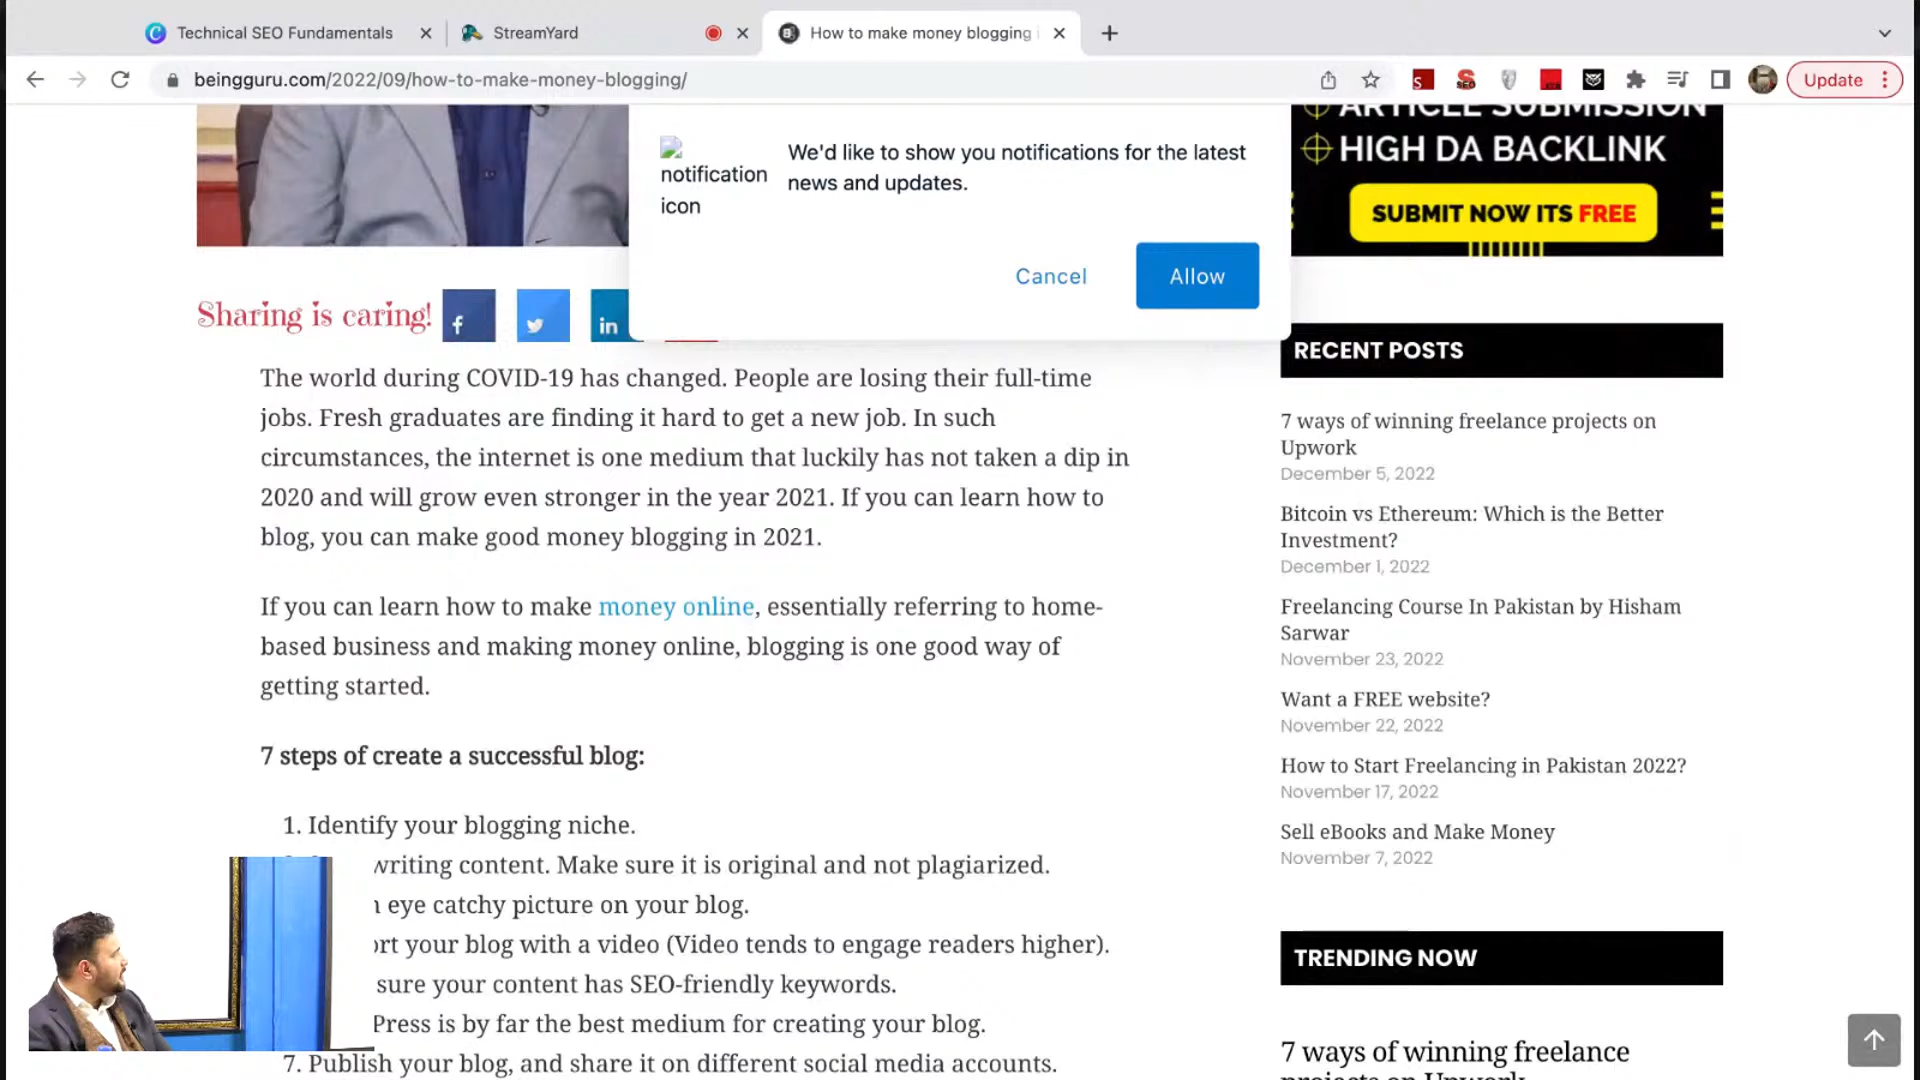 Technical SEO Fundamentals
StreamYard
How to make money blogging
beingguru.com/2022/09/how-to-make-money-blogging/
Update
notification
icon
We'd like to show you notifications for the latest
news and updates.
Cancel
Allow
ARTICLE SUBMISSION
HIGH DA BACKLINK
SUBMIT NOW ITS FREE
Sharing is caring!
The world during COVID-19 has changed. People are losing their full-time
jobs. Fresh graduates are finding it hard to get a new job. In such
circumstances, the internet is one medium that luckily has not taken a dip in
2020 and will grow even stronger in the year 2021. If you can learn how to
blog, you can make good money blogging in 2021.
If you can learn how to make money online, essentially referring to home-
based business and making money online, blogging is one good way of
getting started.
7 steps of create a successful blog:
1. Identify your blogging niche.
writing content. Make sure it is original and not plagiarized.
eye catchy picture on your blog.
your blog with a video (Video tends to engage readers higher).
sure your content has SEO-friendly keywords.
Press is by far the best medium for creating your blog.
7. Publish your blog, and share it on different social media accounts.
RECENT POSTS
7 ways of winning freelance projects on
Upwork
December 5, 2022
Bitcoin vs Ethereum: Which is the Better
Investment?
December 1, 2022
Freelancing Course In Pakistan by Hisham
Sarwar
November 23, 2022
Want a FREE website?
November 22, 2022
How to Start Freelancing in Pakistan 2022?
November 17, 2022
Sell eBooks and Make Money
November 7, 2022
TRENDING NOW
7 ways of winning freelance
projects on Upwork